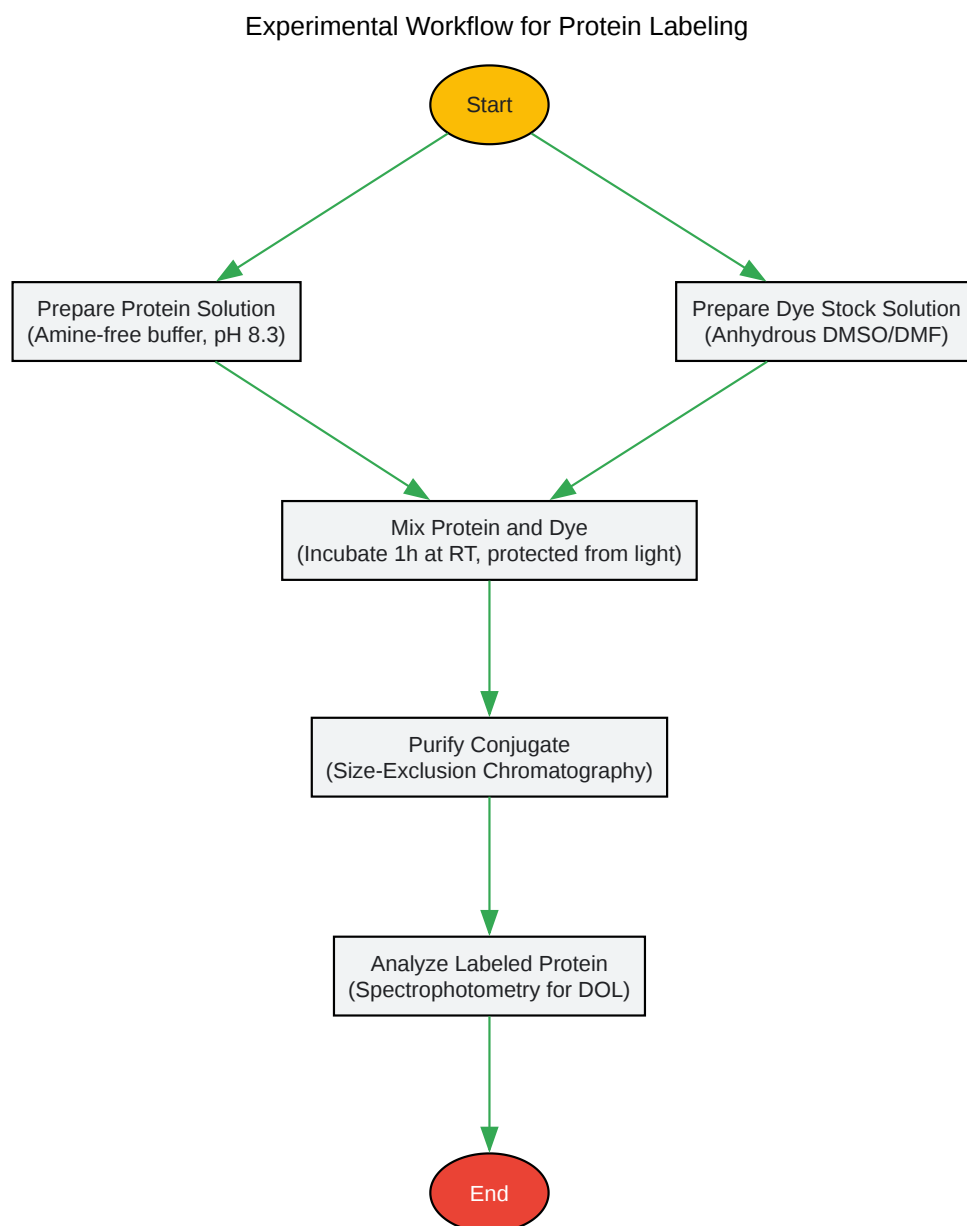 Experimental Workflow for Protein Labeling
Start
Prepare Protein Solution
(Amine-free buffer, pH 8.3)
Prepare Dye Stock Solution
(Anhydrous DMSO/DMF)
Mix Protein and Dye
(Incubate 1h at RT, protected from light)
Purify Conjugate
(Size-Exclusion Chromatography)
Analyze Labeled Protein
(Spectrophotometry for DOL)
End